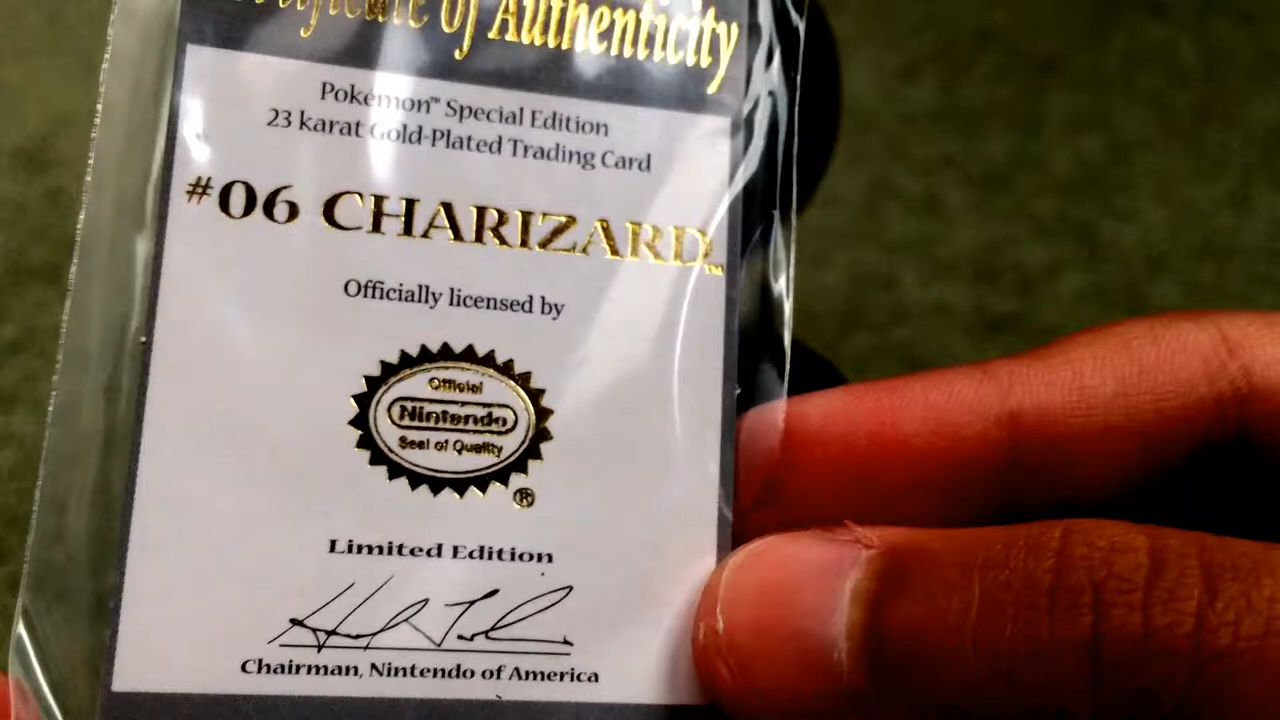 Certificate of Authenticity
Pokémon™ Special Edition
23 karat Gold-Plated Trading Card
#06 CHARIZARD™
Officially licensed by
Official
Nintendo
Seal of Quality
®
Limited Edition
Chairman, Nintendo of America